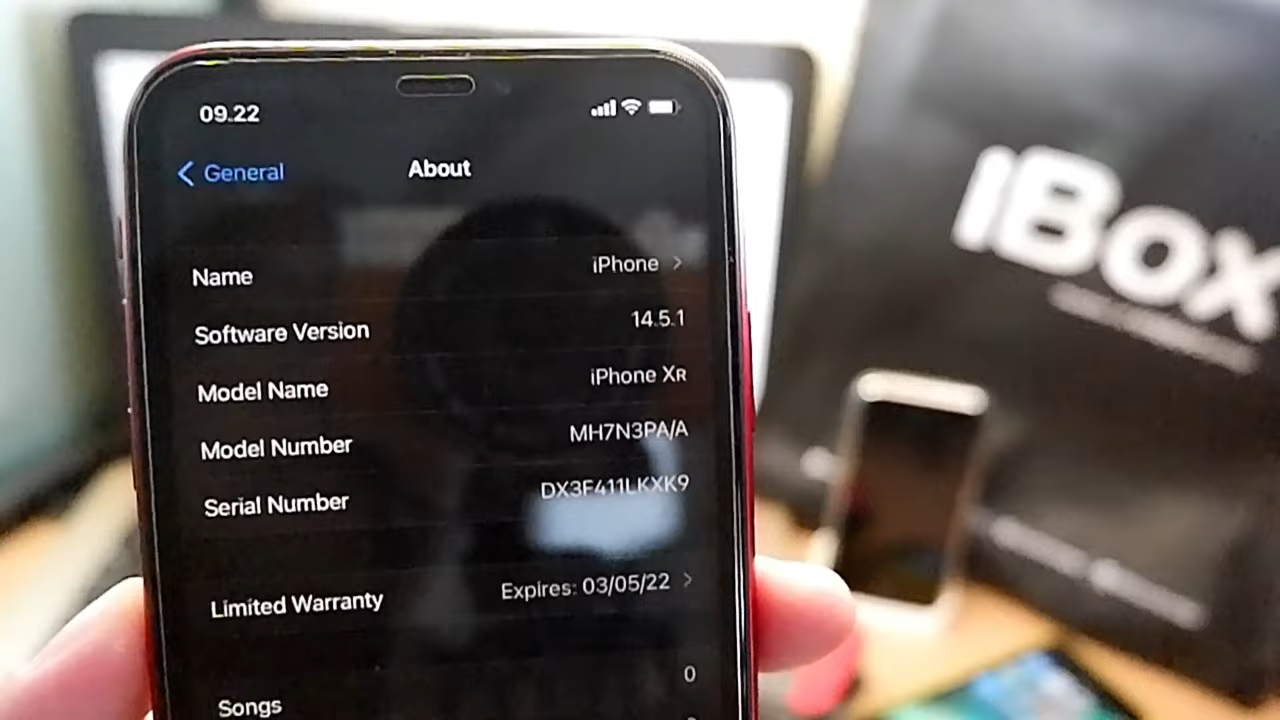 09.22
General
About
Name
iPhone
Software Version
14.5.1
Model Name
iPhone XR
Model Number
MH7N3PA/A
Serial Number
DX3F411LKXK9
Limited Warranty
Expires: 03/05/22
Songs
0
iBox